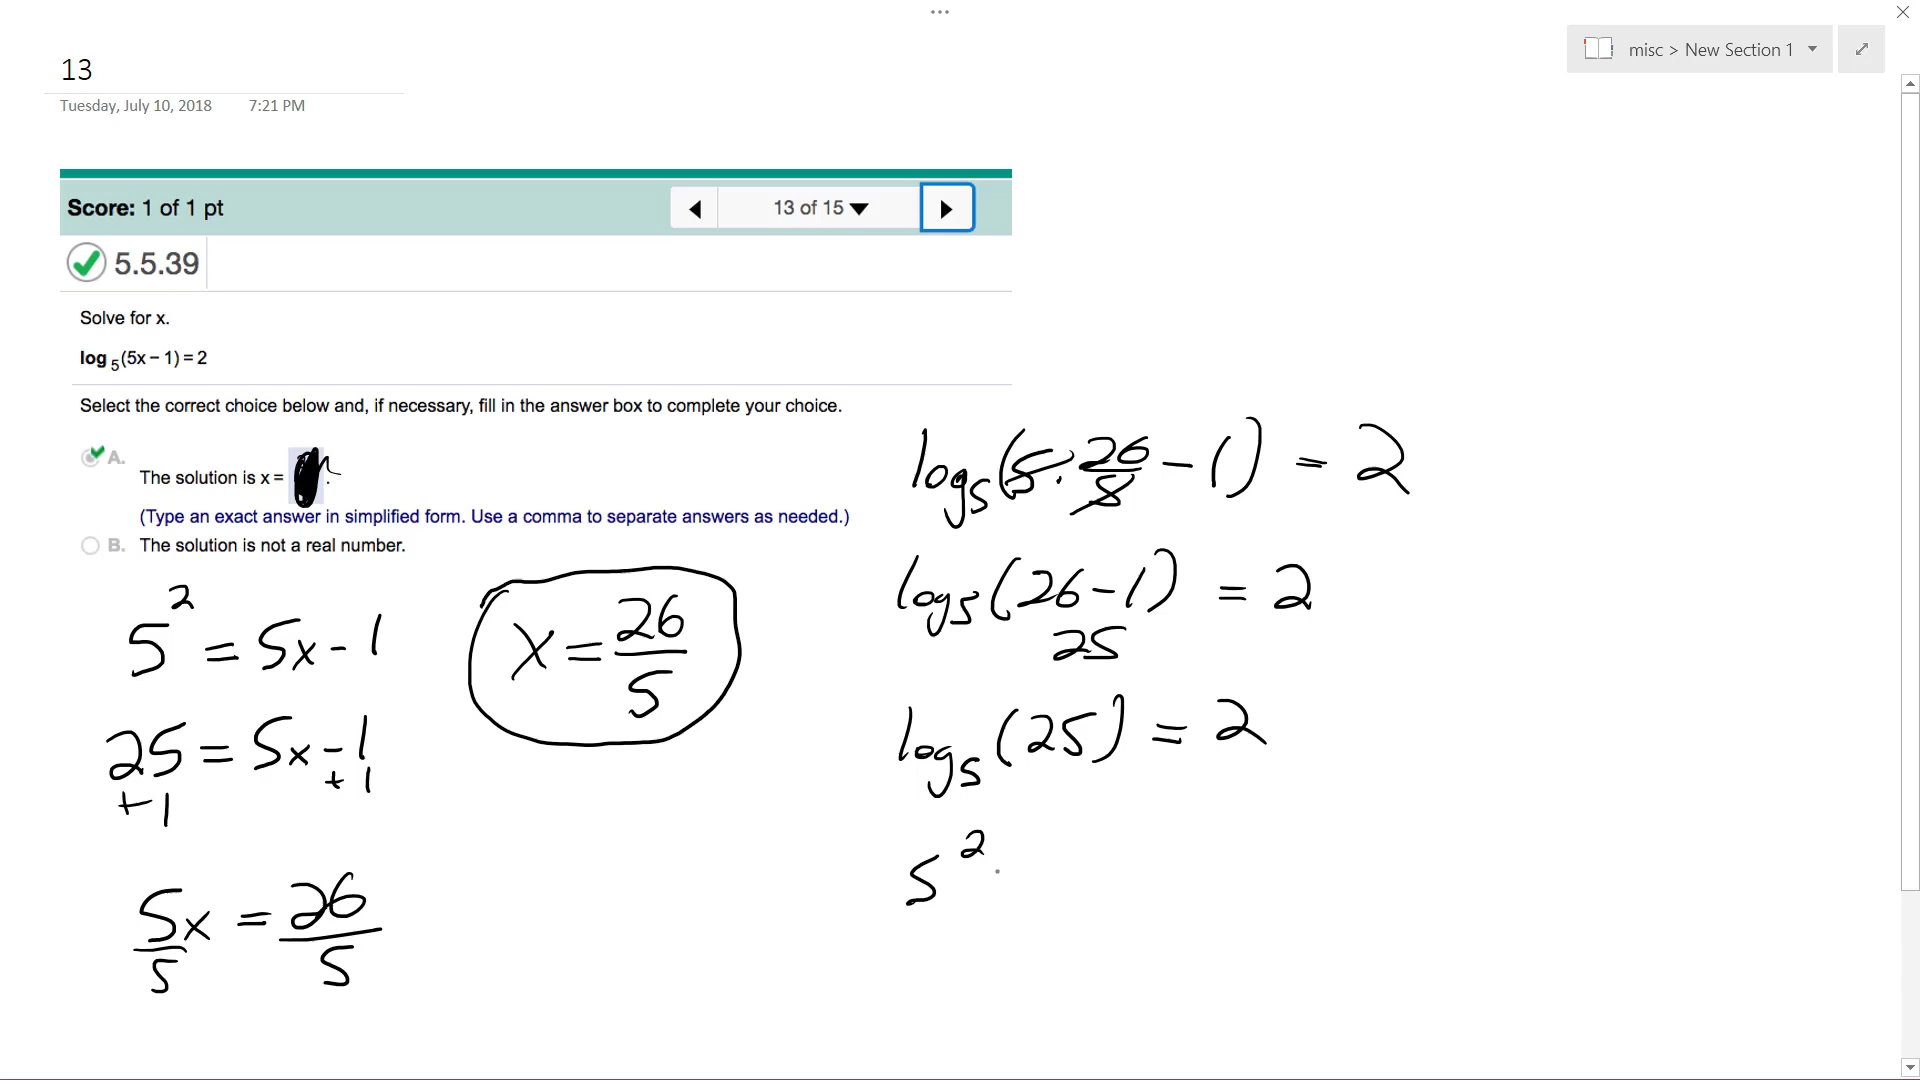 ...
misc > New Section 1
13
Tuesday, July 10, 2018 7:21 PM
Score: 1 of 1 pt
13 of 15
5.5.39
Solve for x.
log 5 (5x − 1) = 2
Select the correct choice below and, if necessary, fill in the answer box to complete your choice.
A.
The solution is x = .
(Type an exact answer in simplified form. Use a comma to separate answers as needed.)
B. The solution is not a real number.
5² = 5x - 1
25 = 5x - 1
+1 +1
5x/5 = 26/5
x = 26/5
log₅(5 · 26/5 - 1) = 2
log₅(26 - 1) = 2
25
log₅(25) = 2
5²